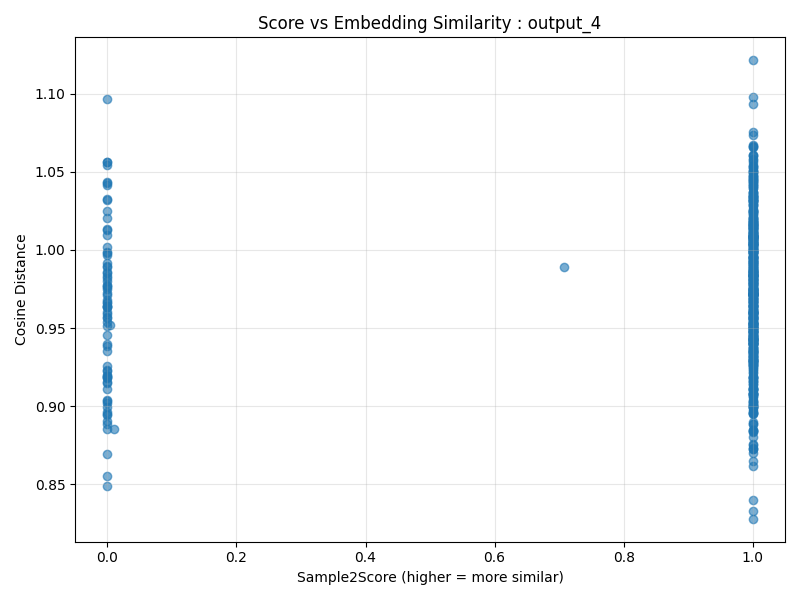 Score vs Embedding Similarity : output_4
1.10
1.05
1.00
0.95
0.90
0.85
Cosine Distance
0.0 0.2 0.4 0.6 0.8 1.0
Sample2Score (higher = more similar)